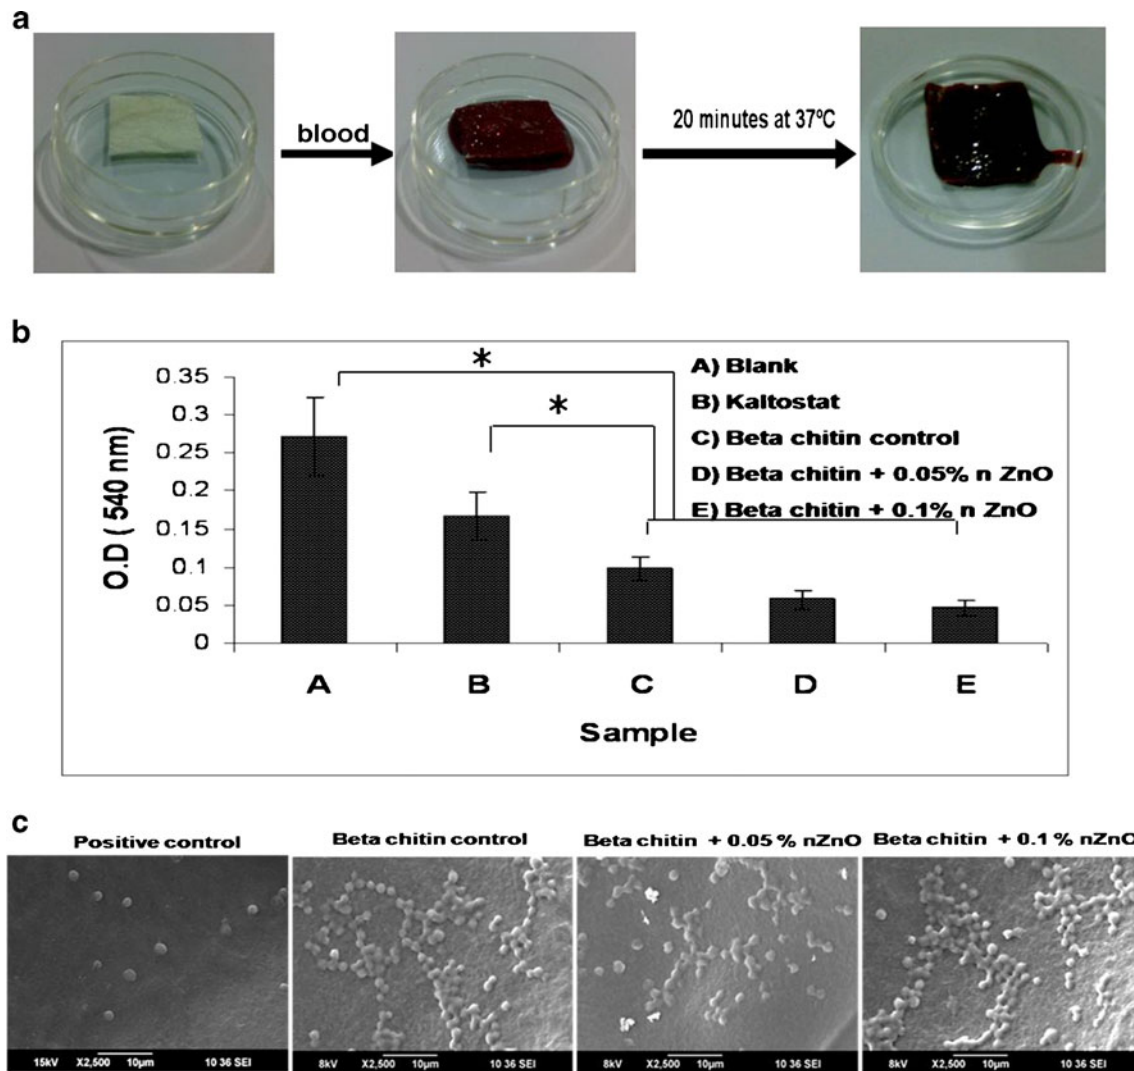 a
blood
20 minutes at 37ºC
b
0.35
0.3
0.25
0.2
0.15
0.1
0.05
0
O.D ( 540 nm)
*
*
A) Blank
B) Kaltostat
C) Beta chitin control
D) Beta chitin + 0.05% n ZnO
E) Beta chitin + 0.1% n ZnO
A B C D E
Sample
c
Positive control Beta chitin control Beta chitin + 0.05 % nZnO Beta chitin + 0.1 % nZnO
15kV X2,500 10µm 10 36 SEI 8kV X2,500 10µm 10 36 SEI 8kV X2,500 10µm 10 36 SEI 8kV X2,500 10µm 10 36 SEI